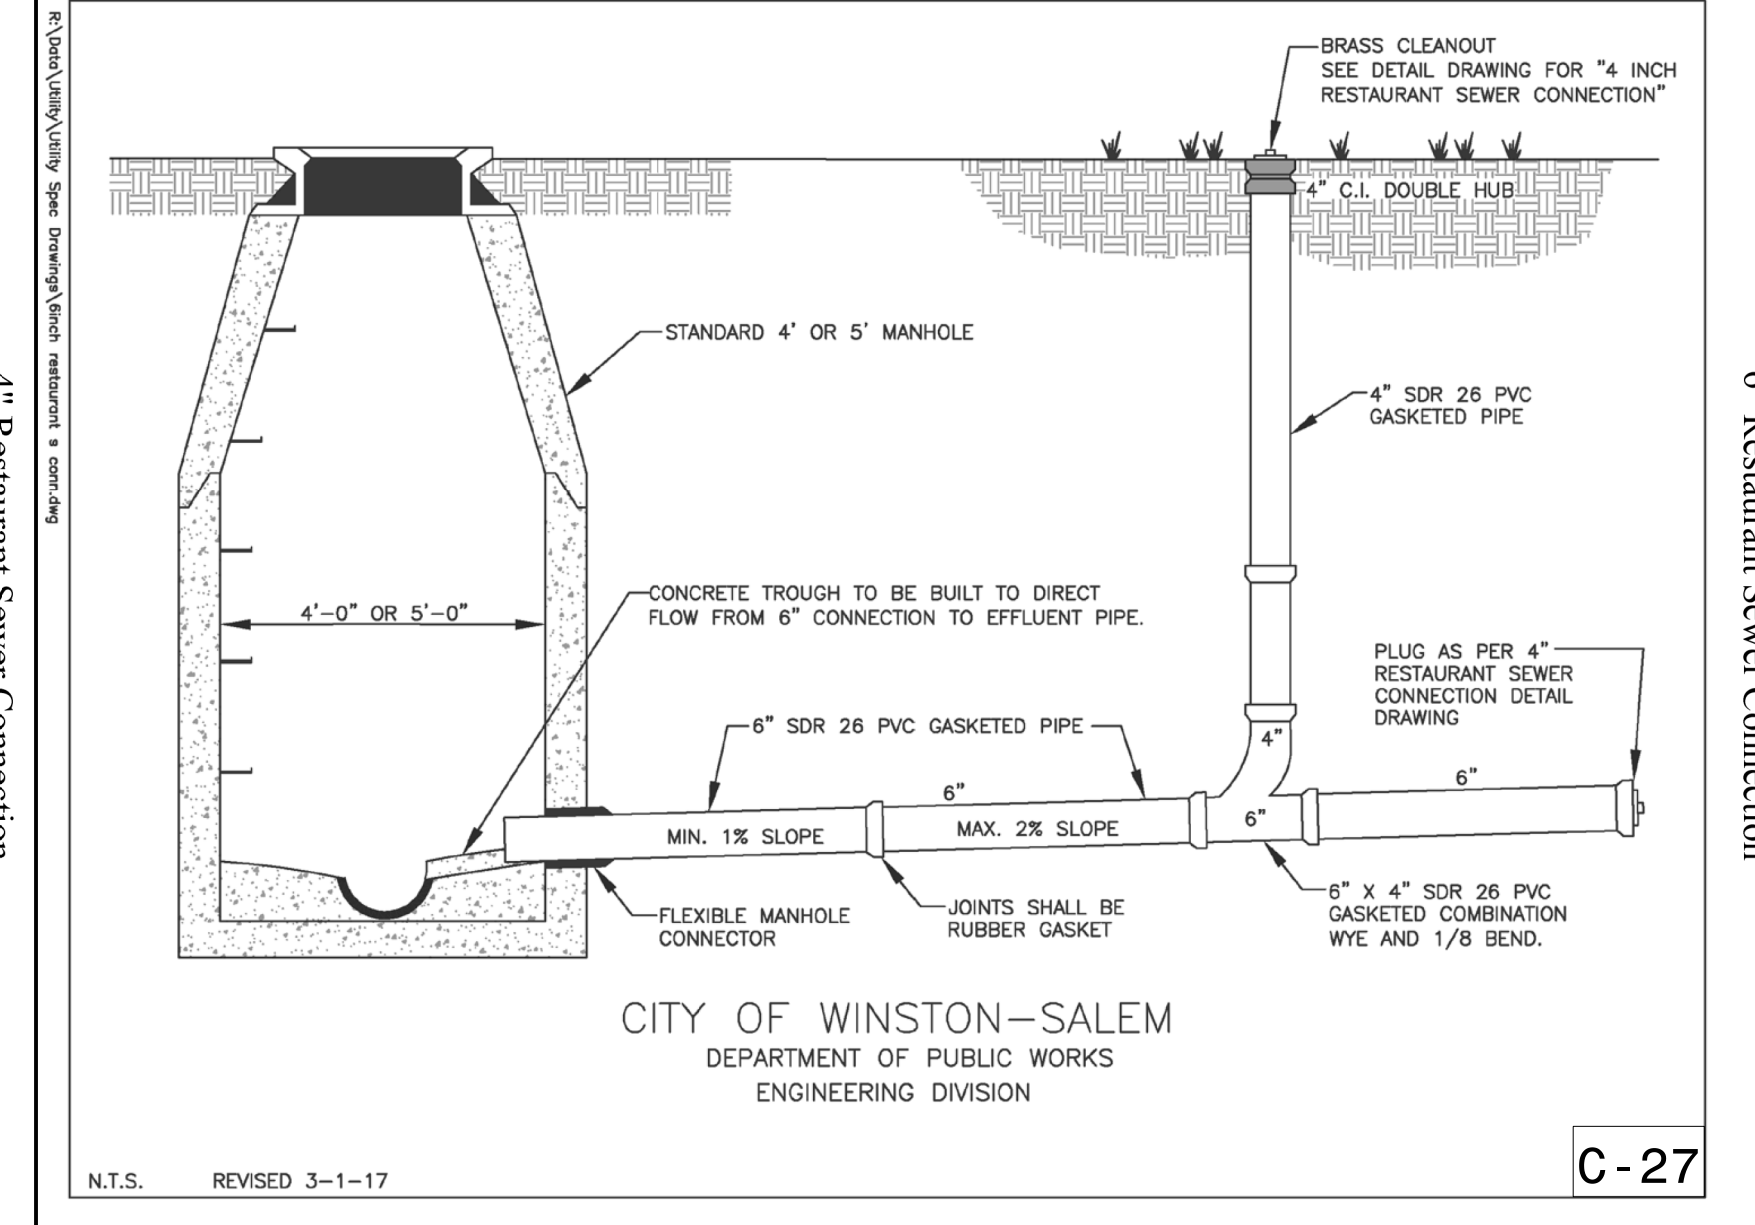 R:\Data\Utility\Utility Spec Drawings\6inch restaurant s conn.dwg
BRASS CLEANOUT
SEE DETAIL DRAWING FOR "4 INCH
RESTAURANT SEWER CONNECTION"
4" C.I. DOUBLE HUB
STANDARD 4' OR 5' MANHOLE
4" SDR 26 PVC
GASKETED PIPE
CONCRETE TROUGH TO BE BUILT TO DIRECT
FLOW FROM 6" CONNECTION TO EFFLUENT PIPE.
4'-0" OR 5'-0"
PLUG AS PER 4"
RESTAURANT SEWER
CONNECTION DETAIL
DRAWING
6" SDR 26 PVC GASKETED PIPE
4"
6"
6"
6"
MIN. 1% SLOPE
MAX. 2% SLOPE
6" X 4" SDR 26 PVC
GASKETED COMBINATION
WYE AND 1/8 BEND.
JOINTS SHALL BE
RUBBER GASKET
FLEXIBLE MANHOLE
CONNECTOR
CITY OF WINSTON-SALEM
DEPARTMENT OF PUBLIC WORKS
ENGINEERING DIVISION
N.T.S.
REVISED 3-1-17
C-27
4" Restaurant Sewer Connection
Restaurant Sewer Connection